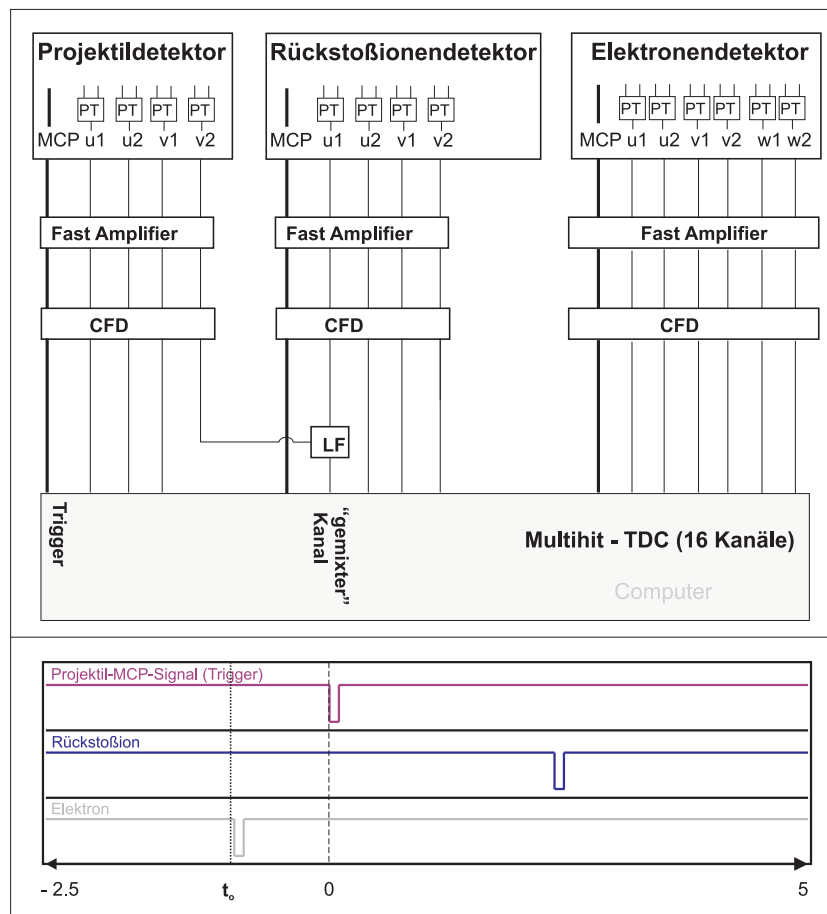 Projektildetektor
Rückstoßionendetektor
Elektronendetektor
PT PT PT PT
PT PT PT PT
PT PT PT PT PT PT
MCP u1 u2 v1 v2
MCP u1 u2 v1 v2
MCP u1 u2 v1 v2 w1 w2
Fast Amplifier
Fast Amplifier
Fast Amplifier
CFD
CFD
CFD
LF
Trigger
“gemixter”
Kanal
Multihit - TDC (16 Kanäle)
Computer
Projektil-MCP-Signal (Trigger)
Rückstoßion
Elektron
- 2.5 t₀ 0 5